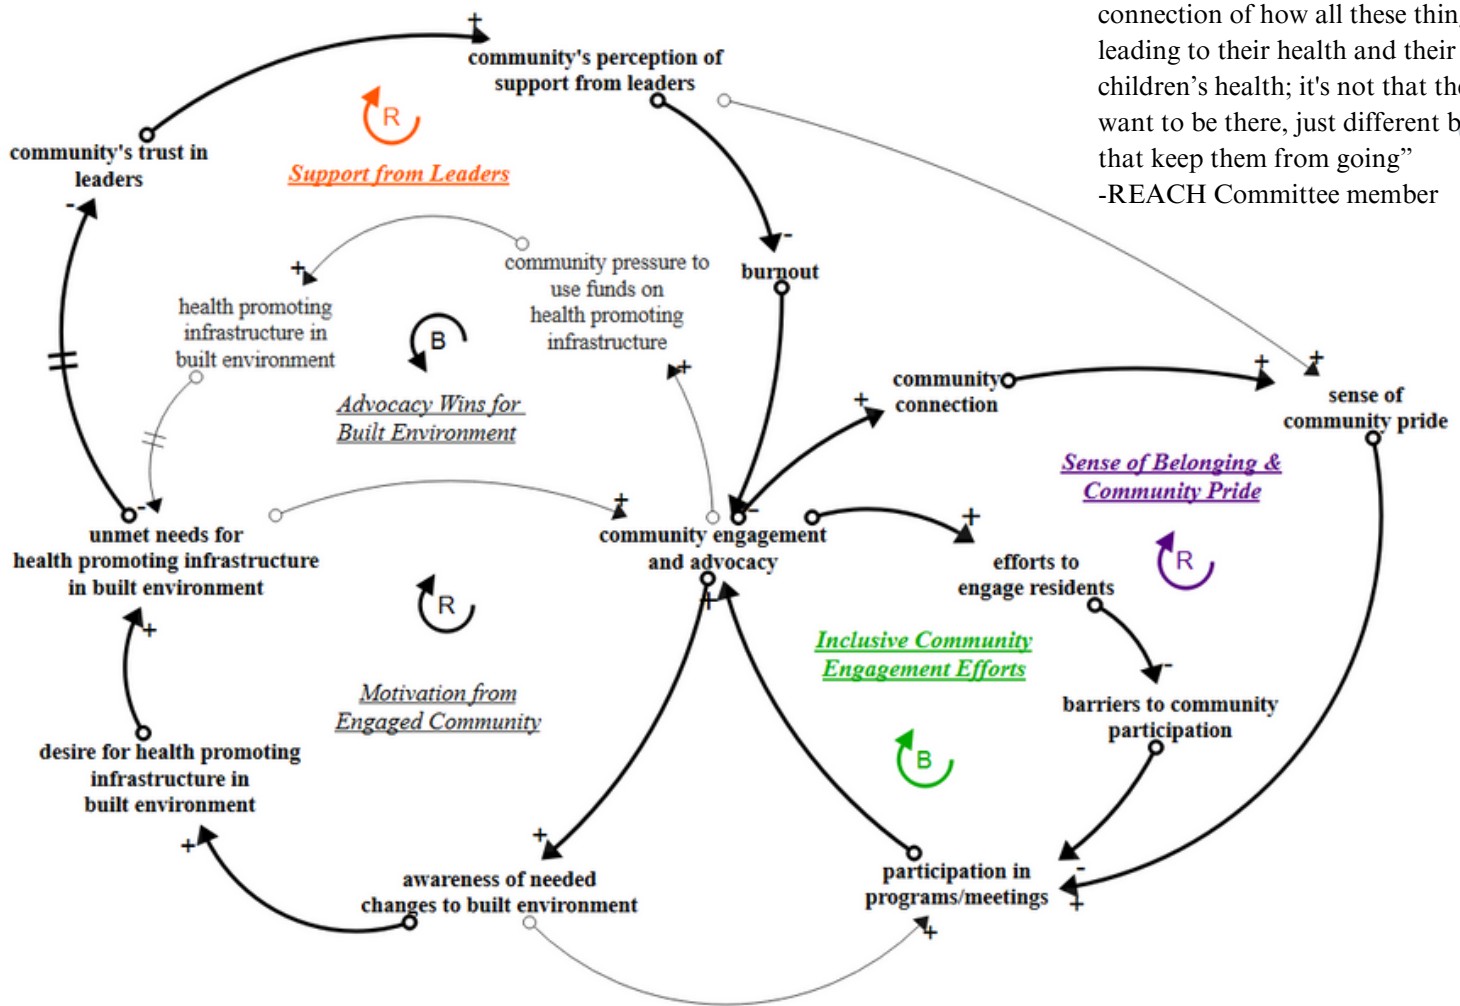 connection of how all these
leading to their health and their
children's health; it's not that
want to be there, just different
that keep them from going”
-REACH Committee member
+
community's perception of
support from leaders
R
Support from Leaders
community's trust in
leaders
-
-
burnout
community pressure to
use funds on
health promoting
infrastructure
+
health promoting
infrastructure in
built environment
B
Advocacy Wins for
Built Environment
+
community
connection
+
+
+
sense of
community pride
Sense of Belonging &
Community Pride
R
-
unmet needs for
health promoting infrastructure
in built environment
+
-
community engagement
and advocacy
+
+
efforts to
engage residents
R
Motivation from
Engaged Community
Inclusive Community
Engagement Efforts
B
-
barriers to community
participation
+
desire for health promoting
infrastructure in
built environment
+
+
awareness of needed
changes to built environment
participation in
programs/meetings
-
+
+